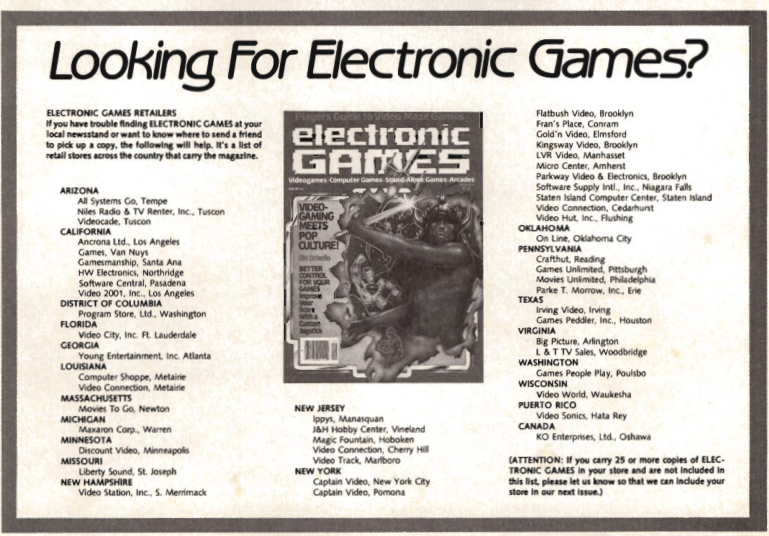 Looking For Electronic Games?
ELECTRONIC GAMES RETAILERS
If you have trouble finding ELECTRONIC GAMES at your
local newsstand or want to know where to send a friend
to pick up a copy, the following will help. It's a list of
retail stores across the country that carry the magazine.
ARIZONA
All Systems Go, Tempe
Niles Radio & TV Renter, Inc., Tuscon
Videocade, Tuscon
CALIFORNIA
Ancrona Ltd., Los Angeles
Games, Van Nuys
Gamesmanship, Santa Ana
HW Electronics, Northridge
Software Central, Pasadena
Video 2001, Inc., Los Angeles
DISTRICT OF COLUMBIA
Program Store, Ltd., Washington
FLORIDA
Video City, Inc. Ft. Lauderdale
GEORGIA
Young Entertainment, Inc. Atlanta
LOUISIANA
Computer Shoppe, Metairie
Video Connection, Metairie
MASSACHUSETTS
Movies To Go, Newton
MICHIGAN
Maxaron Corp., Warren
MINNESOTA
Discount Video, Minneapolis
MISSOURI
Liberty Sound, St. Joseph
NEW HAMPSHIRE
Video Station, Inc., S. Merrimack
Players Guide to Video Maze Games
electronic
GAMES
Videogames·Computer Games·Stand-Alone Games·Arcades
VIDEO-
GAMING
MEETS
POP
CULTURE!
BETTER
CONTROL
FOR YOUR
GAMES
Improve
Your
Score
With a
Custom
Joystick
NEW JERSEY
Ippys, Manasquan
J&H Hobby Center, Vineland
Magic Fountain, Hoboken
Video Connection, Cherry Hill
Video Track, Marlboro
NEW YORK
Captain Video, New York City
Captain Video, Pomona
Flatbush Video, Brooklyn
Fran's Place, Conram
Gold'n Video, Elmsford
Kingsway Video, Brooklyn
LVR Video, Manhasset
Micro Center, Amherst
Parkway Video & Electronics, Brooklyn
Software Supply Intl., Inc., Niagara Falls
Staten Island Computer Center, Staten Island
Video Connection, Cedarhurst
Video Hut, Inc., Flushing
OKLAHOMA
On Line, Oklahoma City
PENNSYLVANIA
Crafthut, Reading
Games Unlimited, Pittsburgh
Movies Unlimited, Philadelphia
Parke T. Morrow, Inc., Erie
TEXAS
Irving Video, Irving
Games Peddler, Inc., Houston
VIRGINIA
Big Picture, Arlington
L & T TV Sales, Woodbridge
WASHINGTON
Games People Play, Poulsbo
WISCONSIN
Video World, Waukesha
PUERTO RICO
Video Sonics, Hata Rey
CANADA
KO Enterprises, Ltd., Oshawa
(ATTENTION: If you carry 25 or more copies of ELEC-
TRONIC GAMES in your store and are not included in
this list, please let us know so that we can include your
store in our next issue.)